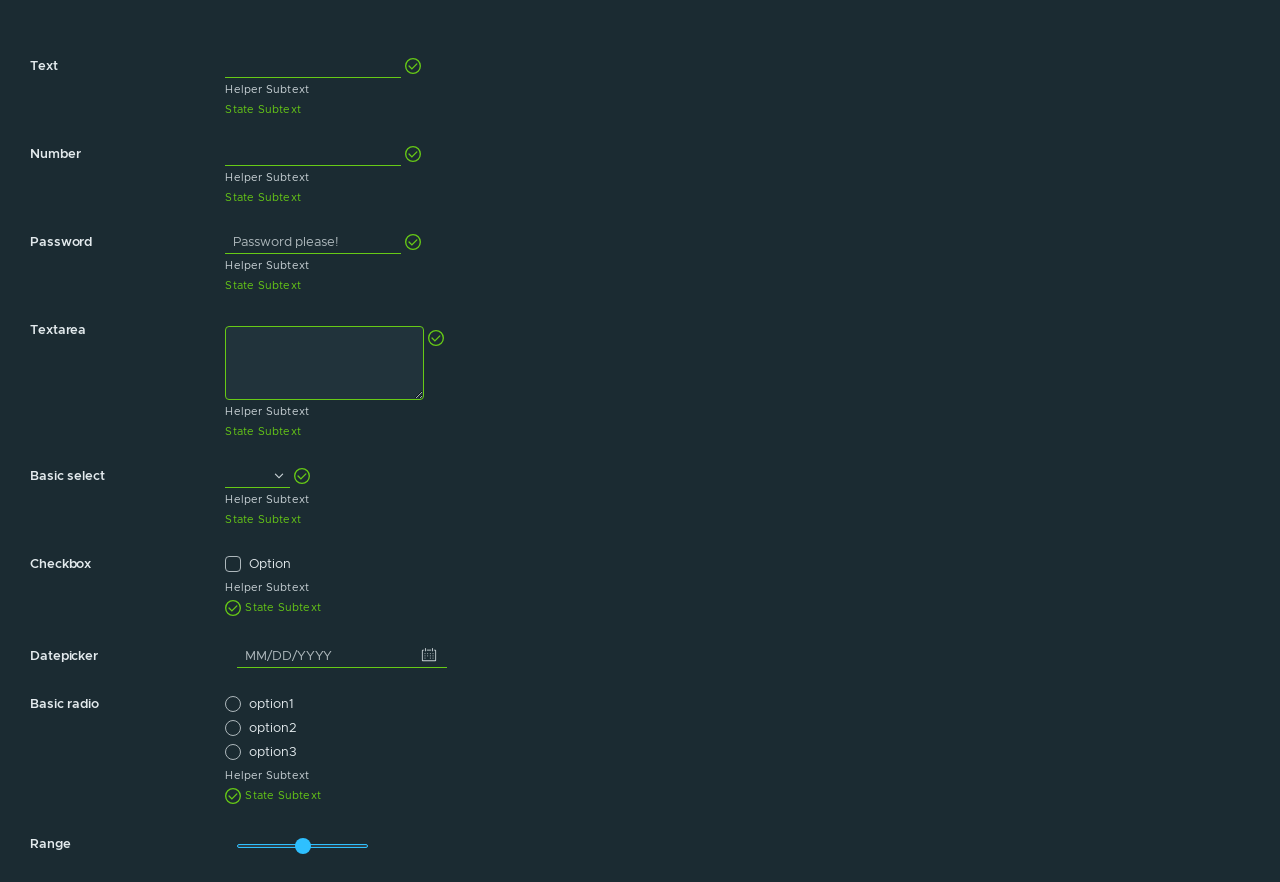 Text
Helper Subtext
State Subtext
Number
Helper Subtext
State Subtext
Password
Password please!
Helper Subtext
State Subtext
Textarea
Helper Subtext
State Subtext
Basic select
Helper Subtext
State Subtext
Checkbox
Option
Helper Subtext
State Subtext
Datepicker
MM/DD/YYYY
Basic radio
option1
option2
option3
Helper Subtext
State Subtext
Range